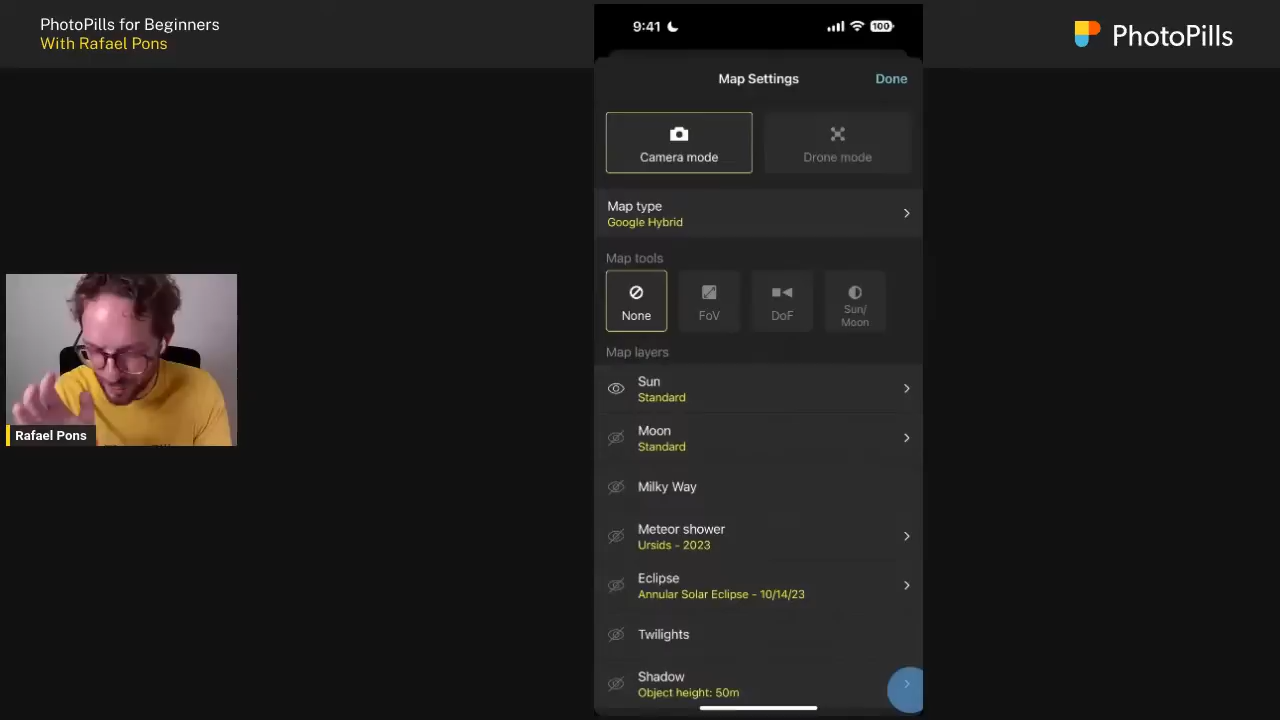 PhotoPills for Beginners
With Rafael Pons
PhotoPills
9:41
100
Map Settings
Done
Camera mode
Drone mode
Map type
Google Hybrid
Map tools
None
FoV
DoF
Sun/
Moon
Map layers
Sun
Standard
Moon
Standard
Milky Way
Meteor shower
Ursids - 2023
Eclipse
Annular Solar Eclipse - 10/14/23
Twilights
Shadow
Object height: 50m
Rafael Pons